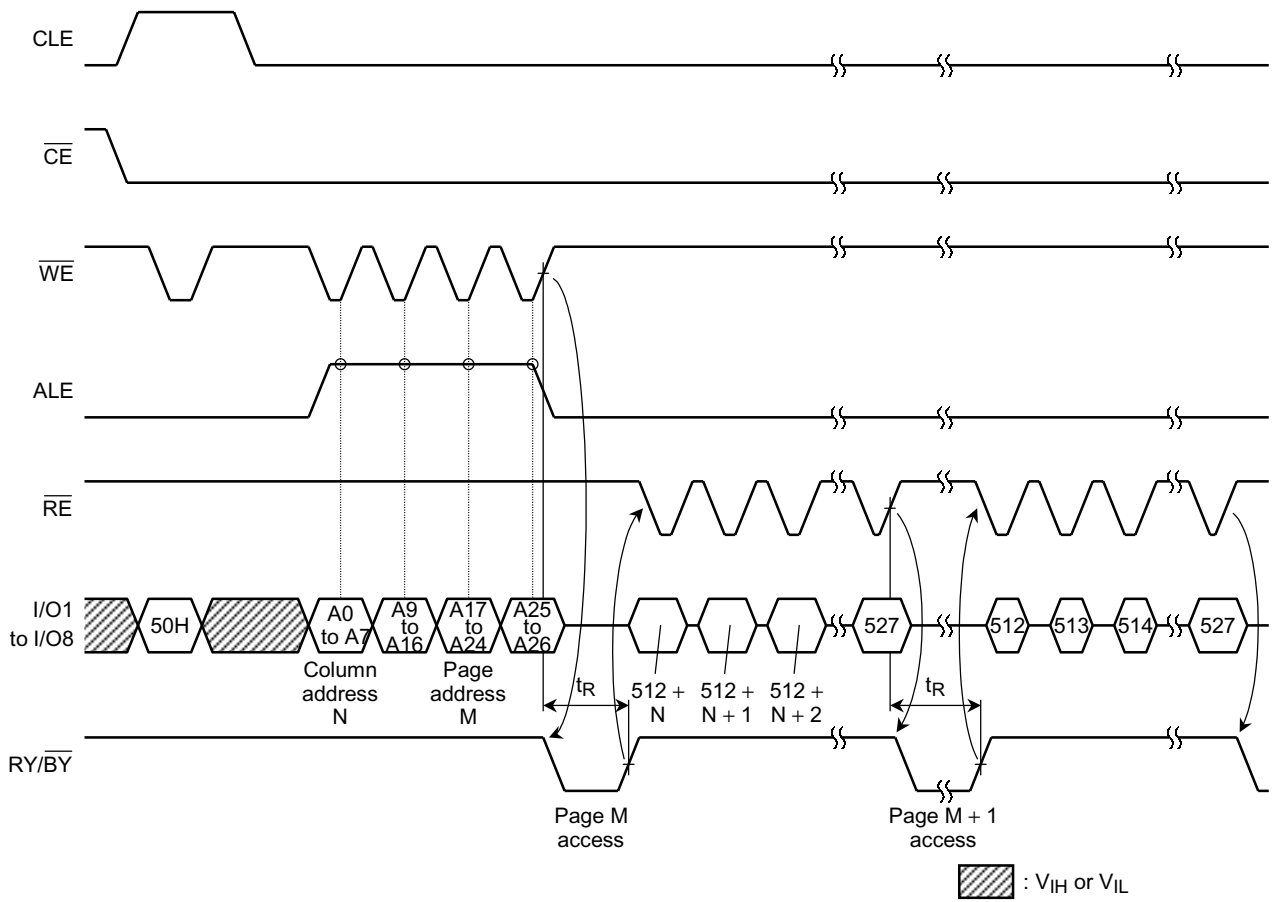 CLE
CE
WE
ALE
RE
I/O1
to I/O8
50H
A0
to A7
A9
to
A16
A17
to
A24
A25
to
A26
527
512
513
514
527
Column
address
N
Page
address
M
tR
512 +
N
512 +
N + 1
512 +
N + 2
tR
RY/BY
Page M
access
Page M + 1
access
: VIH or VIL